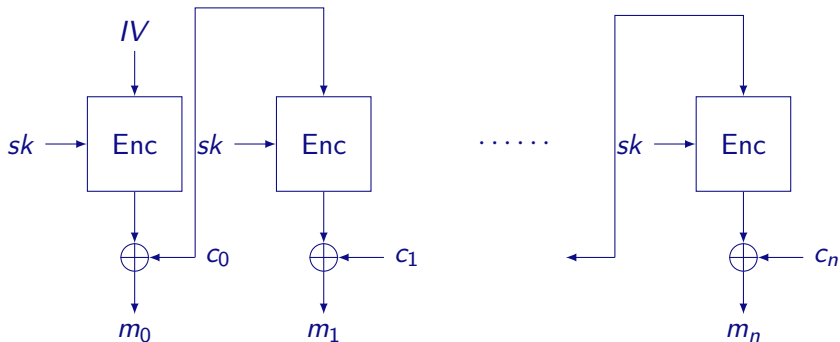 IV
sk Enc sk Enc ...... sk Enc
c₀ c₁ cₙ
m₀ m₁ mₙ